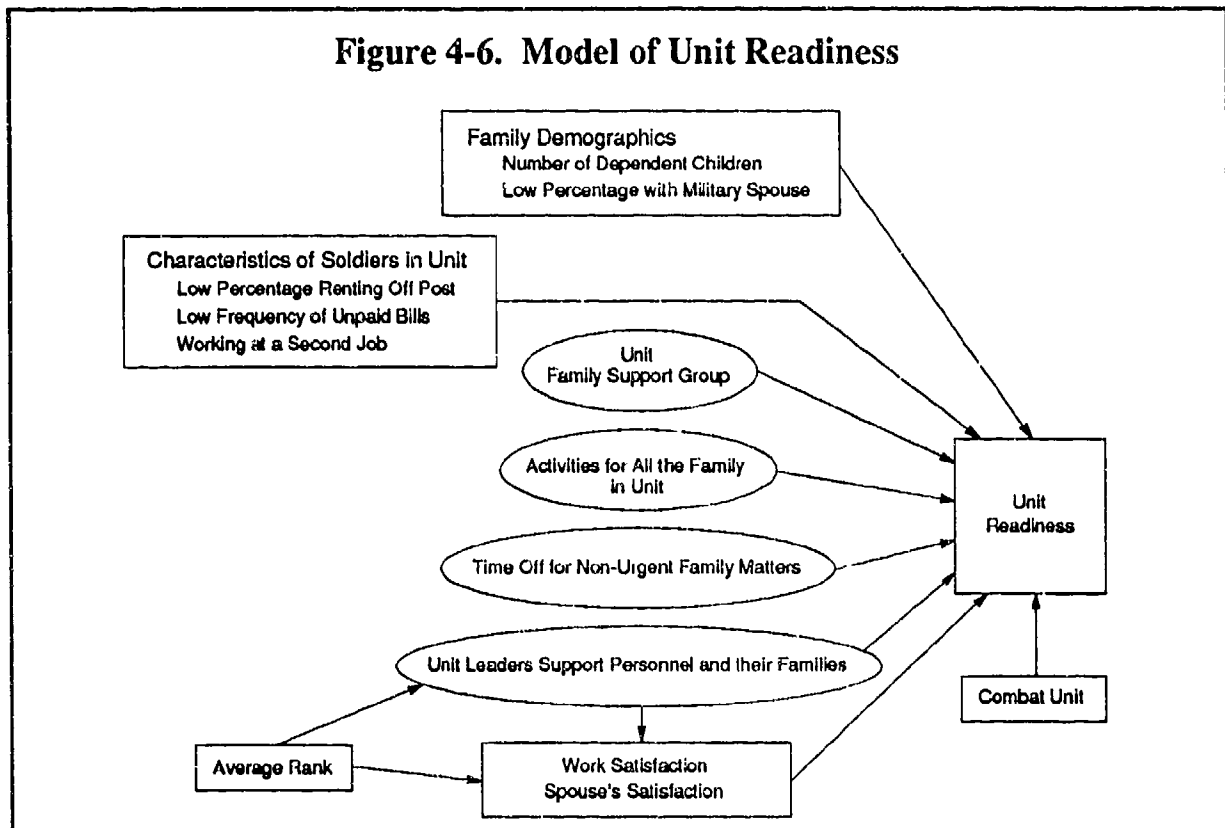 Figure 4-6. Model of Unit Readiness
Family Demographics
Number of Dependent Children
Low Percentage with Military Spouse
Characteristics of Soldiers in Unit
Low Percentage Renting Off Post
Low Frequency of Unpaid Bills
Working at a Second Job
Unit
Family Support Group
Activities for All the Family
in Unit
Time Off for Non-Urgent Family Matters
Unit Leaders Support Personnel and their Families
Unit
Readiness
Combat Unit
Average Rank
Work Satisfaction
Spouse's Satisfaction